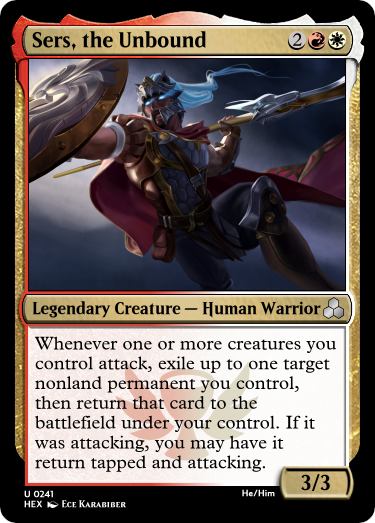 Sers, the Unbound 2
Legendary Creature — Human Warrior
Whenever one or more creatures you
control attack, exile up to one target
nonland permanent you control,
then return that card to the
battlefield under your control. If it
was attacking, you may have it
return tapped and attacking.
3/3
U 0241 He/Him
HEX Ece Karabiber